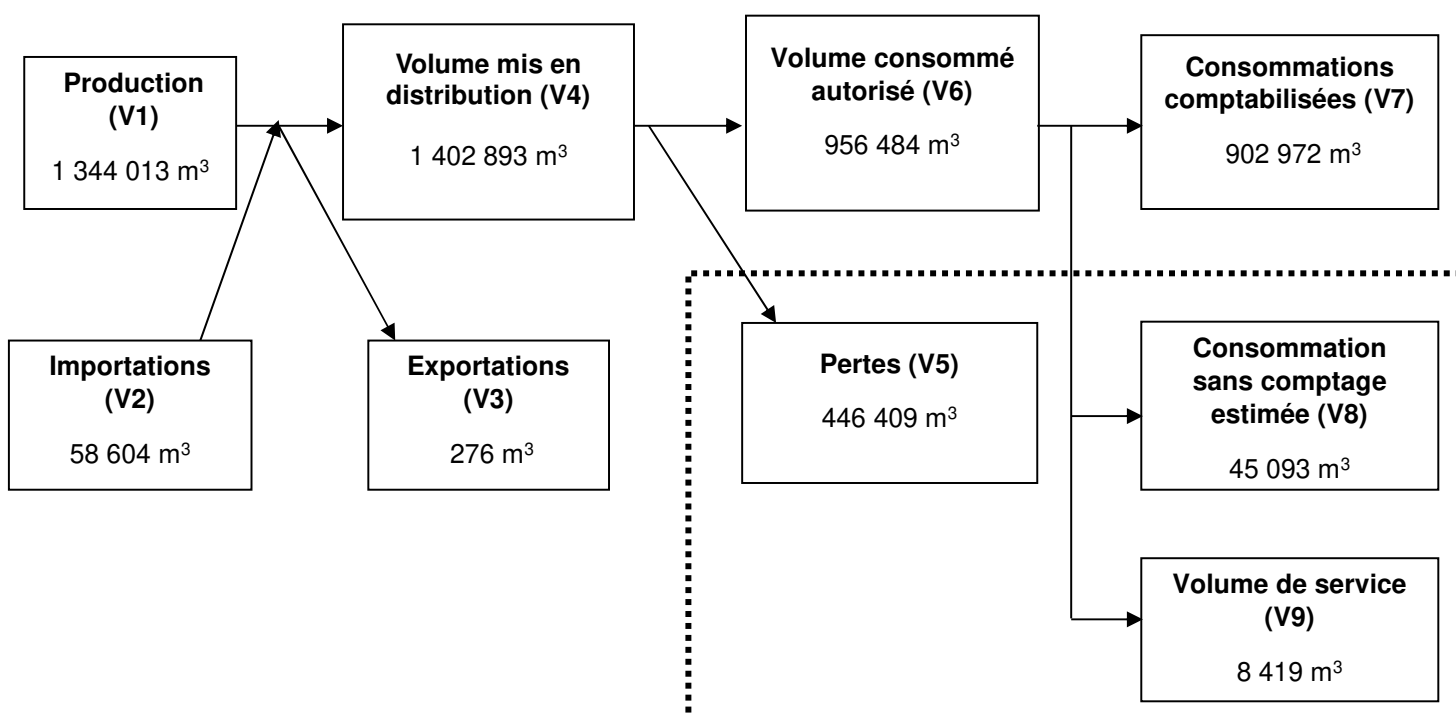 Production
(V1)
1 344 013 m³
Volume mis en
distribution (V4)
1 402 893 m³
Volume consommé
autorisé (V6)
956 484 m³
Consommations
comptabilisées (V7)
902 972 m³
Importations
(V2)
58 604 m³
Exportations
(V3)
276 m³
Pertes (V5)
446 409 m³
Consommation
sans comptage
estimée (V8)
45 093 m³
Volume de service
(V9)
8 419 m³